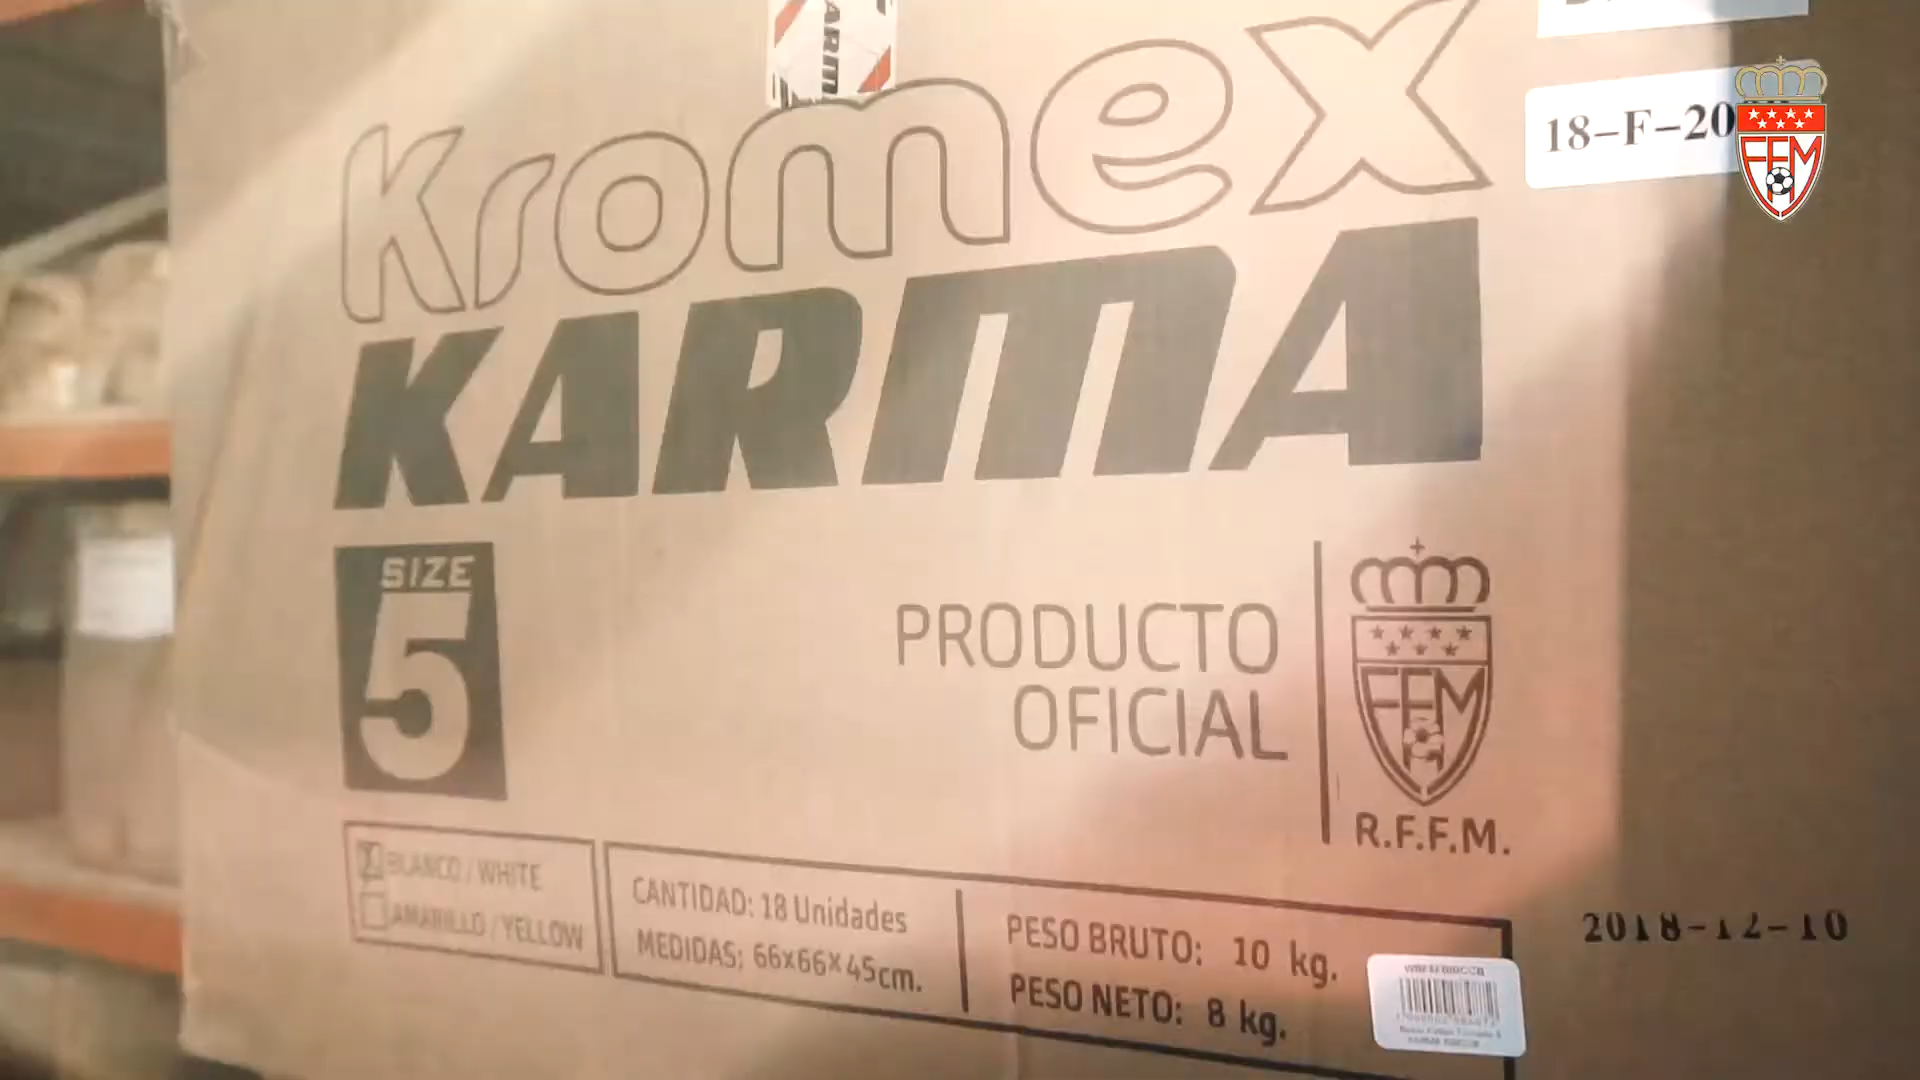 KARMA
Kromex
KARMA
SIZE
5
PRODUCTO
OFICIAL
FFM
R.F.F.M.
X BLANCO / WHITE
AMARILLO / YELLOW
CANTIDAD: 18 Unidades
MEDIDAS: 66x66x45cm.
PESO BRUTO: 10 kg.
PESO NETO: 8 kg.
2018-12-10
18-F-20
FFM